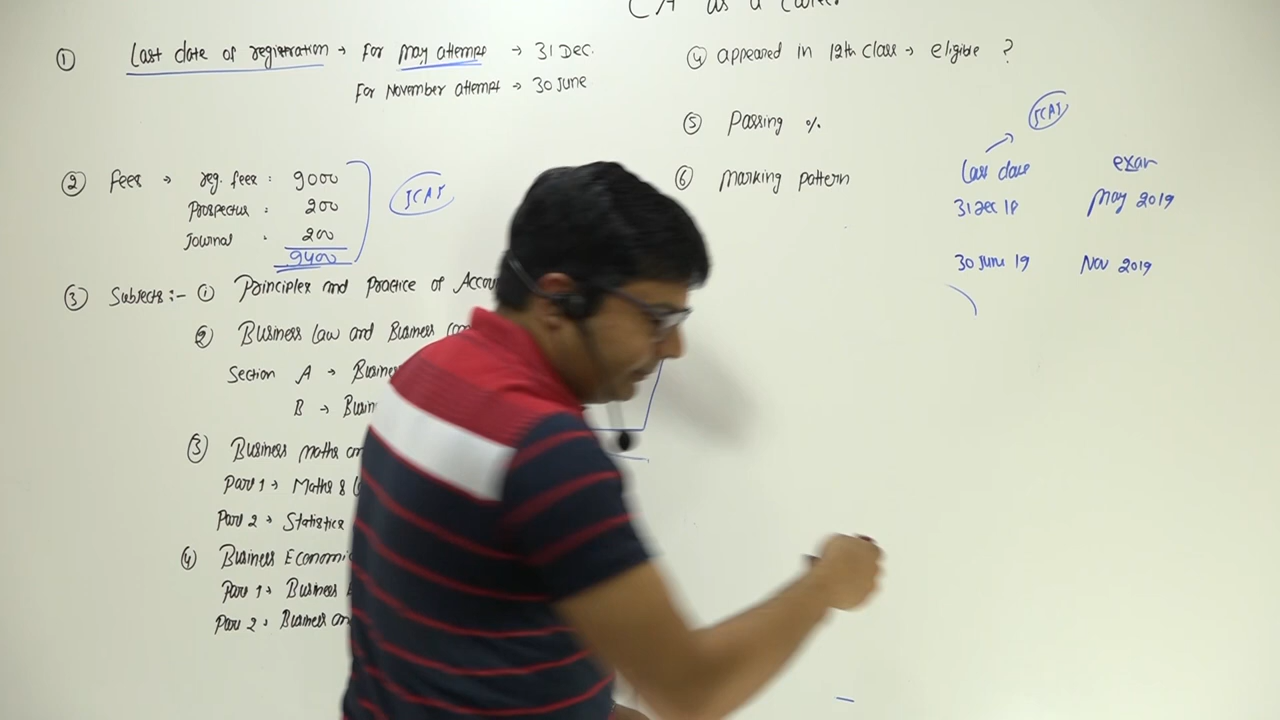 CA as a Career
① Last date of registration → For May attempt → 31 Dec.
For November attempt → 30 June
② Fees → reg. fees : 9000
Prospectus : 200
Journal : 200
9400
ICAI
③ Subjects :- ① Principles and Practice of Accou
② Business law and Business
Section A → Busine
B → Busin
③ Business maths
Part 1 → Maths &
Part 2 → Statistics
④ Business Economi
Part 1 → Business
Part 2 → Business
④ appeared in 12th class → eligible ?
⑤ Passing %
⑥ Marking pattern
ICAI
Last date exam
31 Dec 18 May 2019
30 June 19 Nov 2019